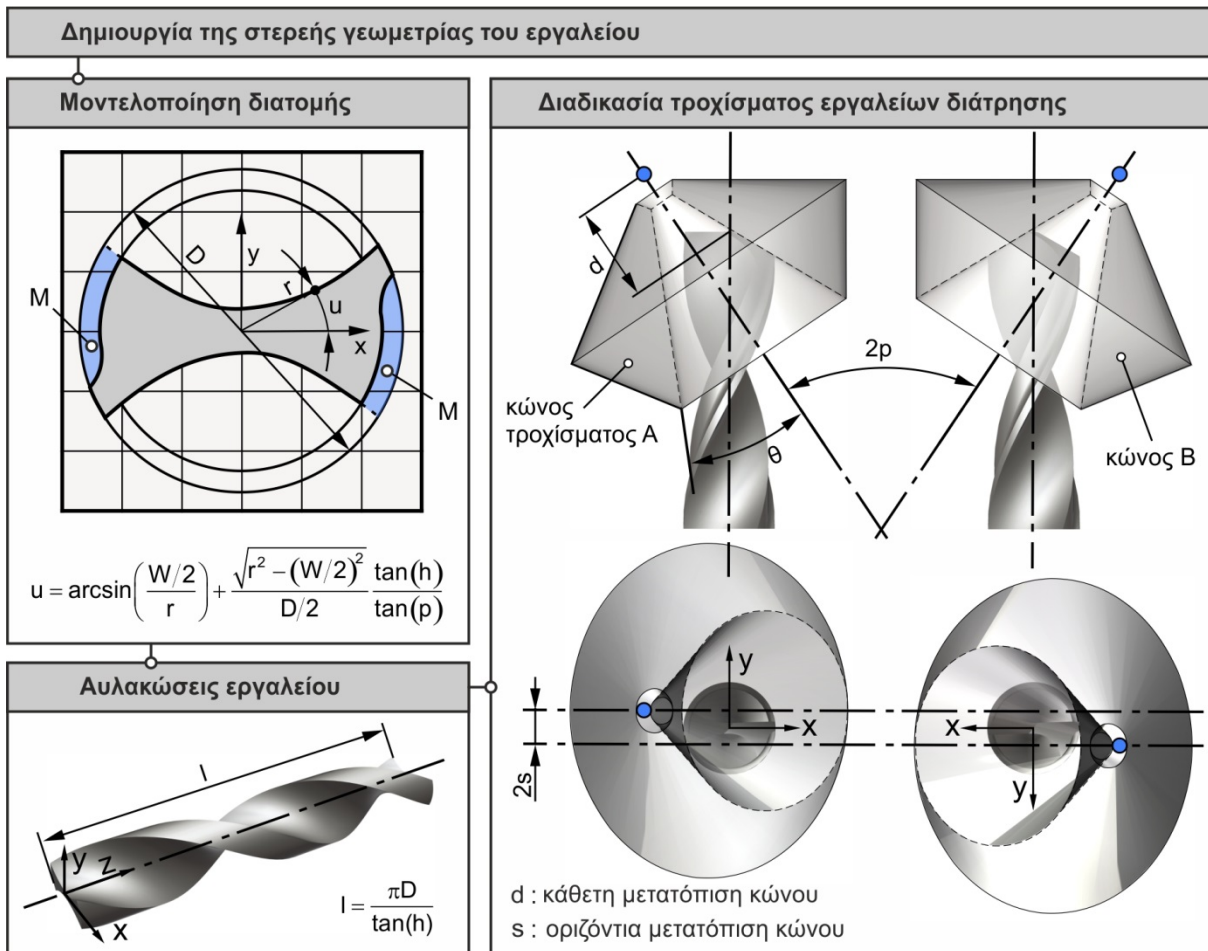 Δημιουργία της στερεής γεωμετρίας του εργαλείου
Μοντελοποίηση διατομής
M
D
y
r
u
x
M
u = arcsin((W/2)/r) + (√(r² − (W/2)²)/(D/2)) (tan(h)/tan(p))
Αυλακώσεις εργαλείου
l
y
z
x
l = πD/tan(h)
Διαδικασία τροχίσματος εργαλείων διάτρησης
d
2p
κώνος
τροχίσματος A
θ
κώνος B
y
x
2s
x
y
d : κάθετη μετατόπιση κώνου
s : οριζόντια μετατόπιση κώνου